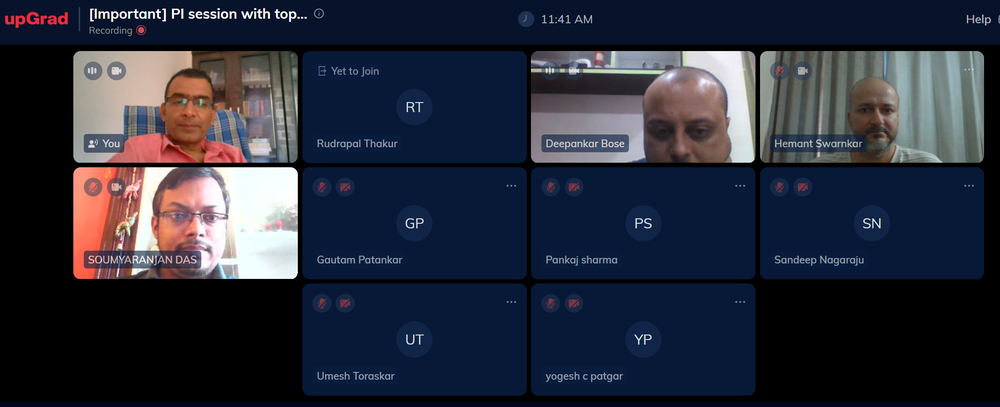 upGrad
[Important] PI session with top...
Recording
11:41 AM
Help
You
Yet to Join
RT
Rudrapal Thakur
Deepankar Bose
Hemant Swarnkar
SOUMYARANJAN DAS
GP
Gautam Patankar
PS
Pankaj sharma
SN
Sandeep Nagaraju
UT
Umesh Toraskar
YP
yogesh c patgar